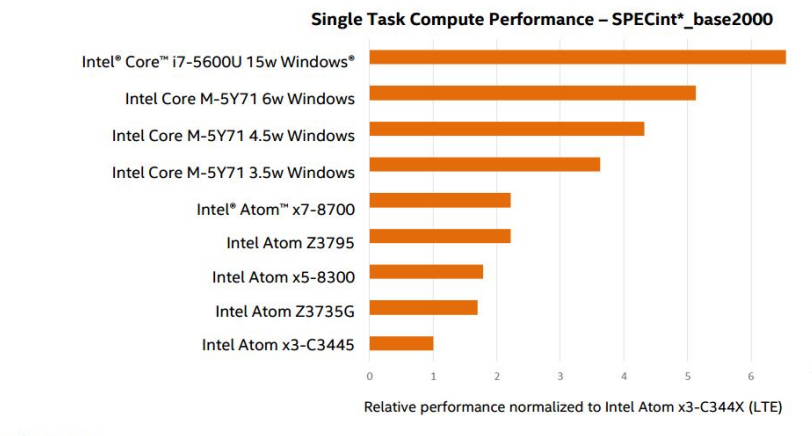 Single Task Compute Performance – SPECint*_base2000
Intel® Core™ i7-5600U 15w Windows®
Intel Core M-5Y71 6w Windows
Intel Core M-5Y71 4.5w Windows
Intel Core M-5Y71 3.5w Windows
Intel® Atom™ x7-8700
Intel Atom Z3795
Intel Atom x5-8300
Intel Atom Z3735G
Intel Atom x3-C3445
0 1 2 3 4 5 6
Relative performance normalized to Intel Atom x3-C344X (LTE)